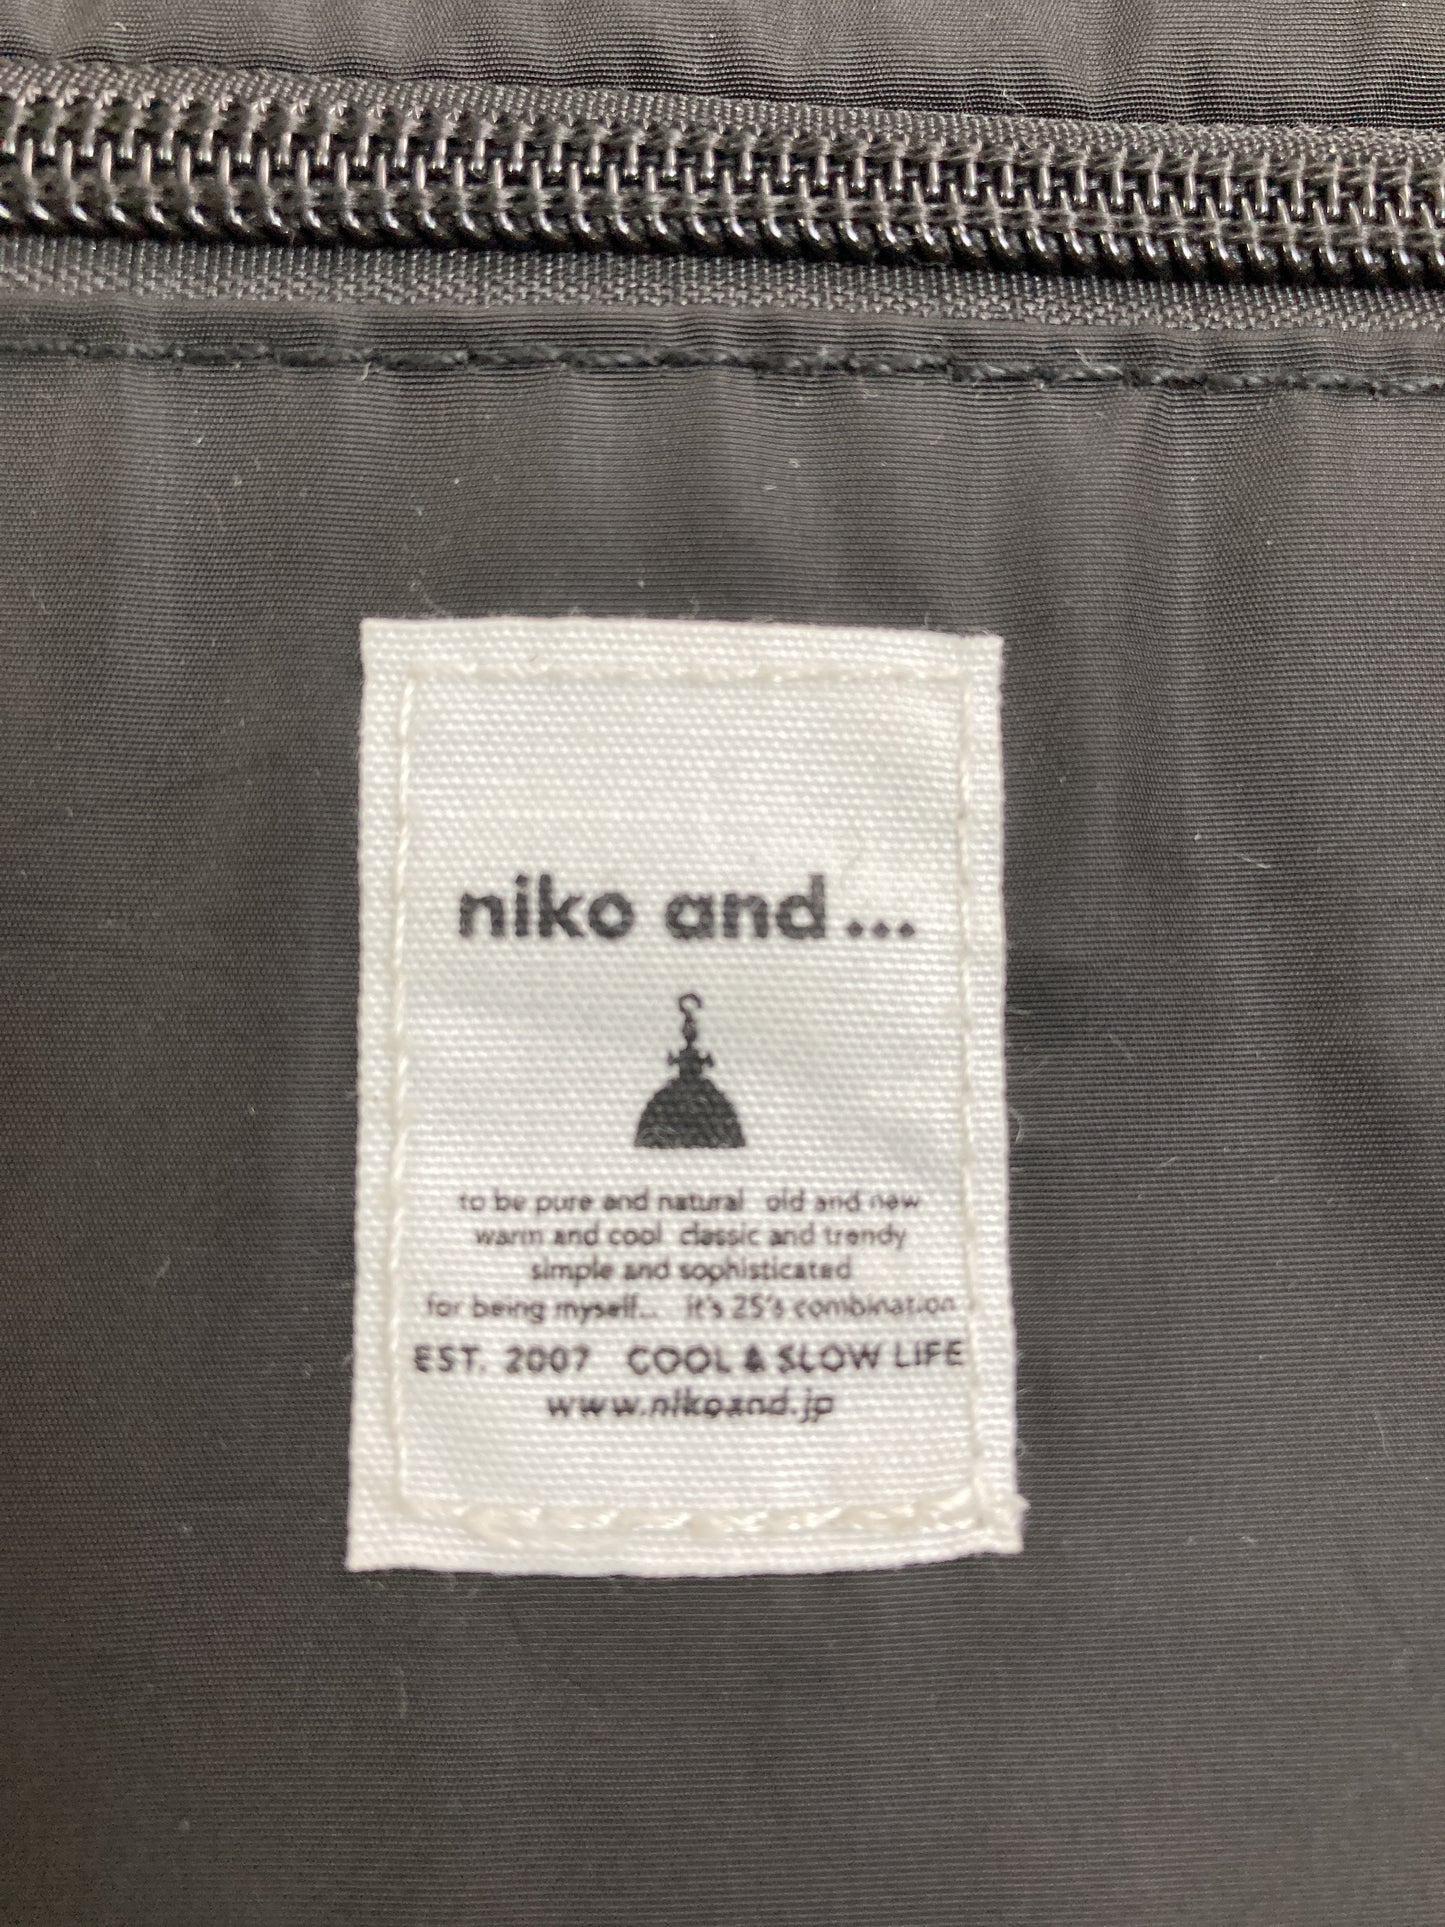 niko and...
to be pure and natural old and new
warm and cool classic and trendy
simple and sophisticated
for being myself... it's 25's combination
EST. 2007 COOL & SLOW LIFE
www.nikoand.jp